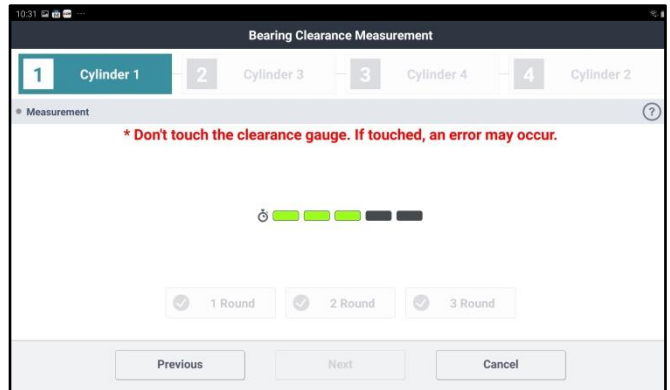 10:31
Bearing Clearance Measurement
1 Cylinder 1 2 Cylinder 3 3 Cylinder 4 4 Cylinder 2
Measurement ?
* Don't touch the clearance gauge. If touched, an error may occur.
1 Round 2 Round 3 Round
Previous Next Cancel